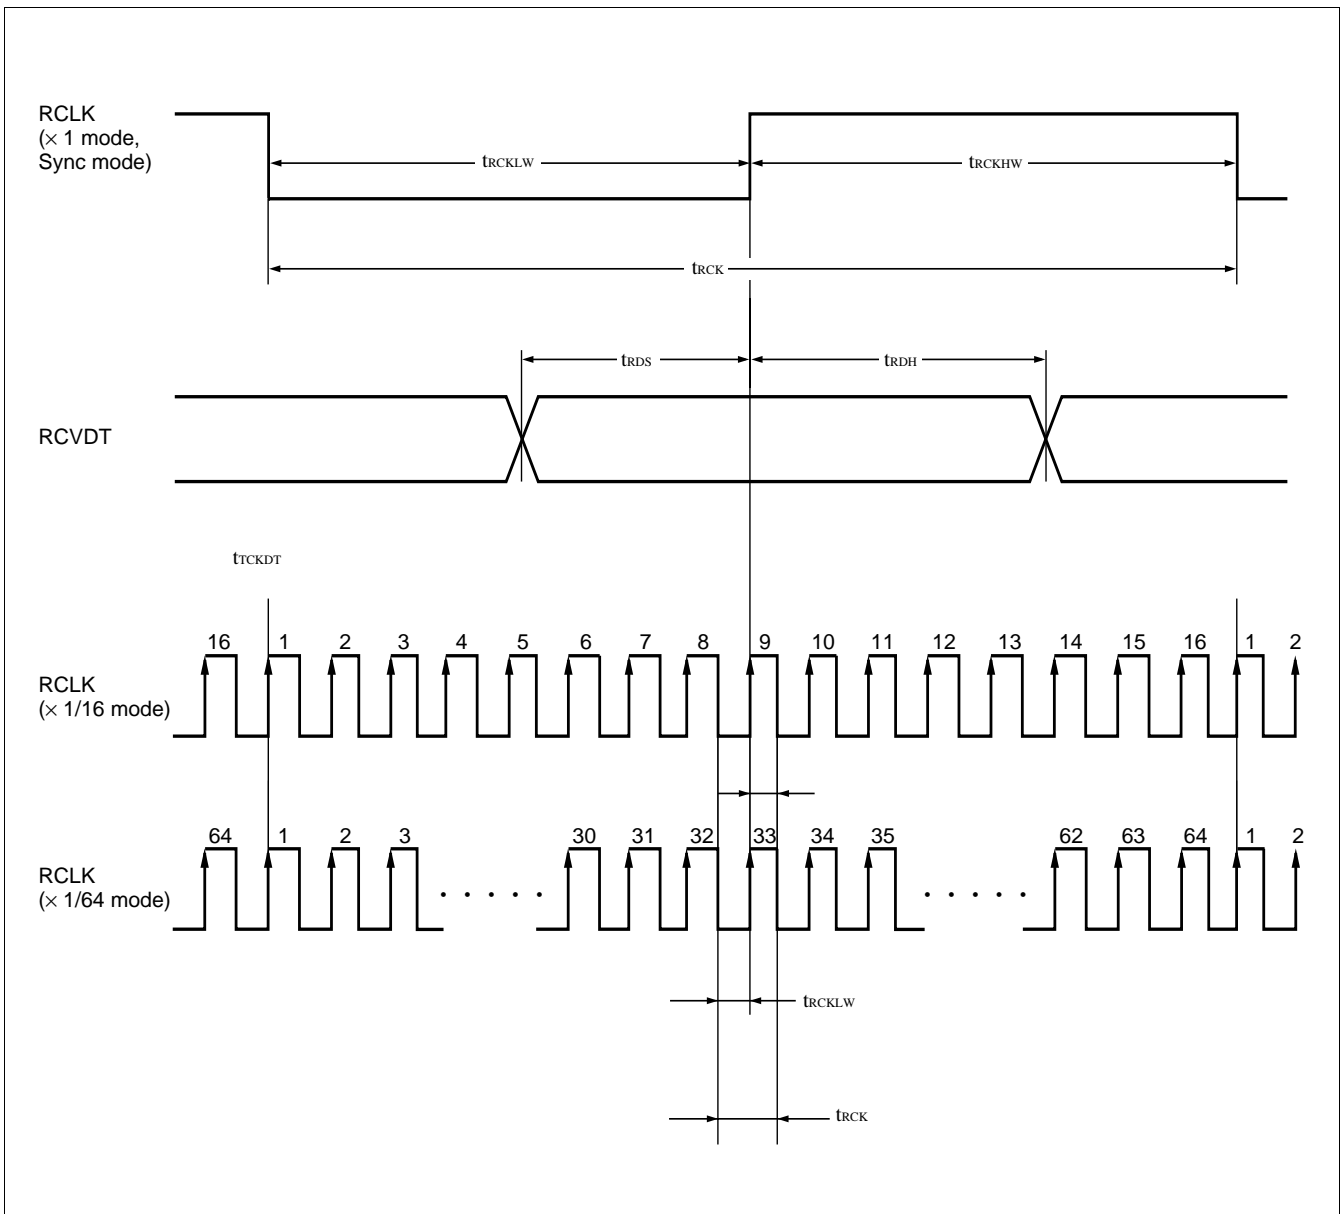 RCLK
(× 1 mode,
Sync mode)
tRCKLW
tRCKHW
tRCK
tRDS
tRDH
RCVDT
tTCKDT
16 1 2 3 4 5 6 7 8 9 10 11 12 13 14 15 16 1 2
RCLK
(× 1/16 mode)
64 1 2 3 30 31 32 33 34 35 62 63 64 1 2
RCLK
(× 1/64 mode)
tRCKLW
tRCK